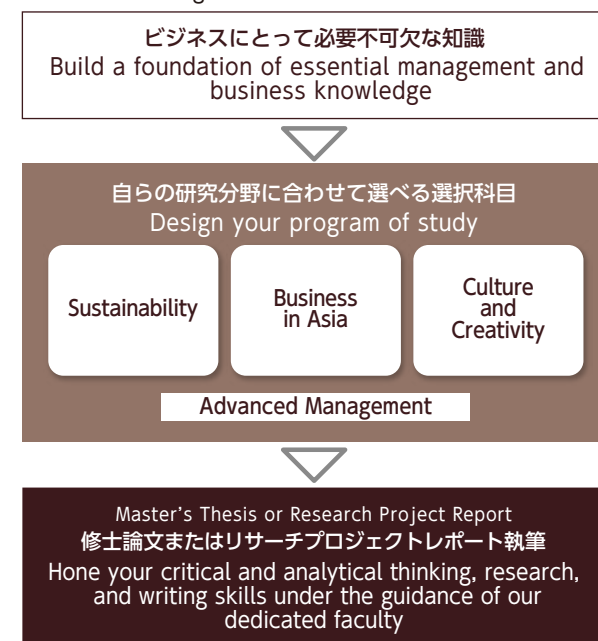 ビジネスにとって必要不可欠な知識
Build a foundation of essential management and
business knowledge
自らの研究分野に合わせて選べる選択科目
Design your program of study
Sustainability
Business
in Asia
Culture
and
Creativity
Advanced Management
Master's Thesis or Research Project Report
修士論文またはリサーチプロジェクトレポート執筆
Hone your critical and analytical thinking, research,
and writing skills under the guidance of our
dedicated faculty